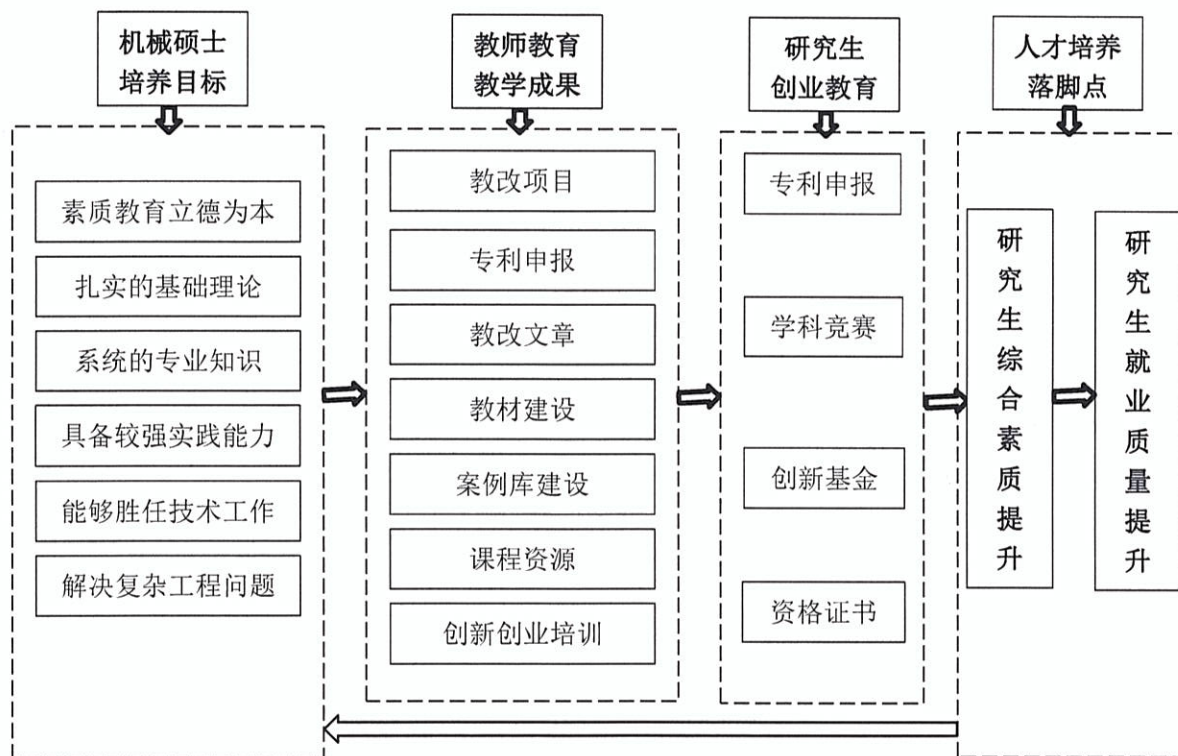 机械硕士
培养目标
素质教育立德为本
扎实的基础理论
系统的专业知识
具备较强实践能力
能够胜任技术工作
解决复杂工程问题
教师教育
教学成果
教改项目
专利申报
教改文章
教材建设
案例库建设
课程资源
创新创业培训
研究生
创业教育
专利申报
学科竞赛
创新基金
资格证书
人才培养
落脚点
研究生综合素质提升
研究生就业质量提升